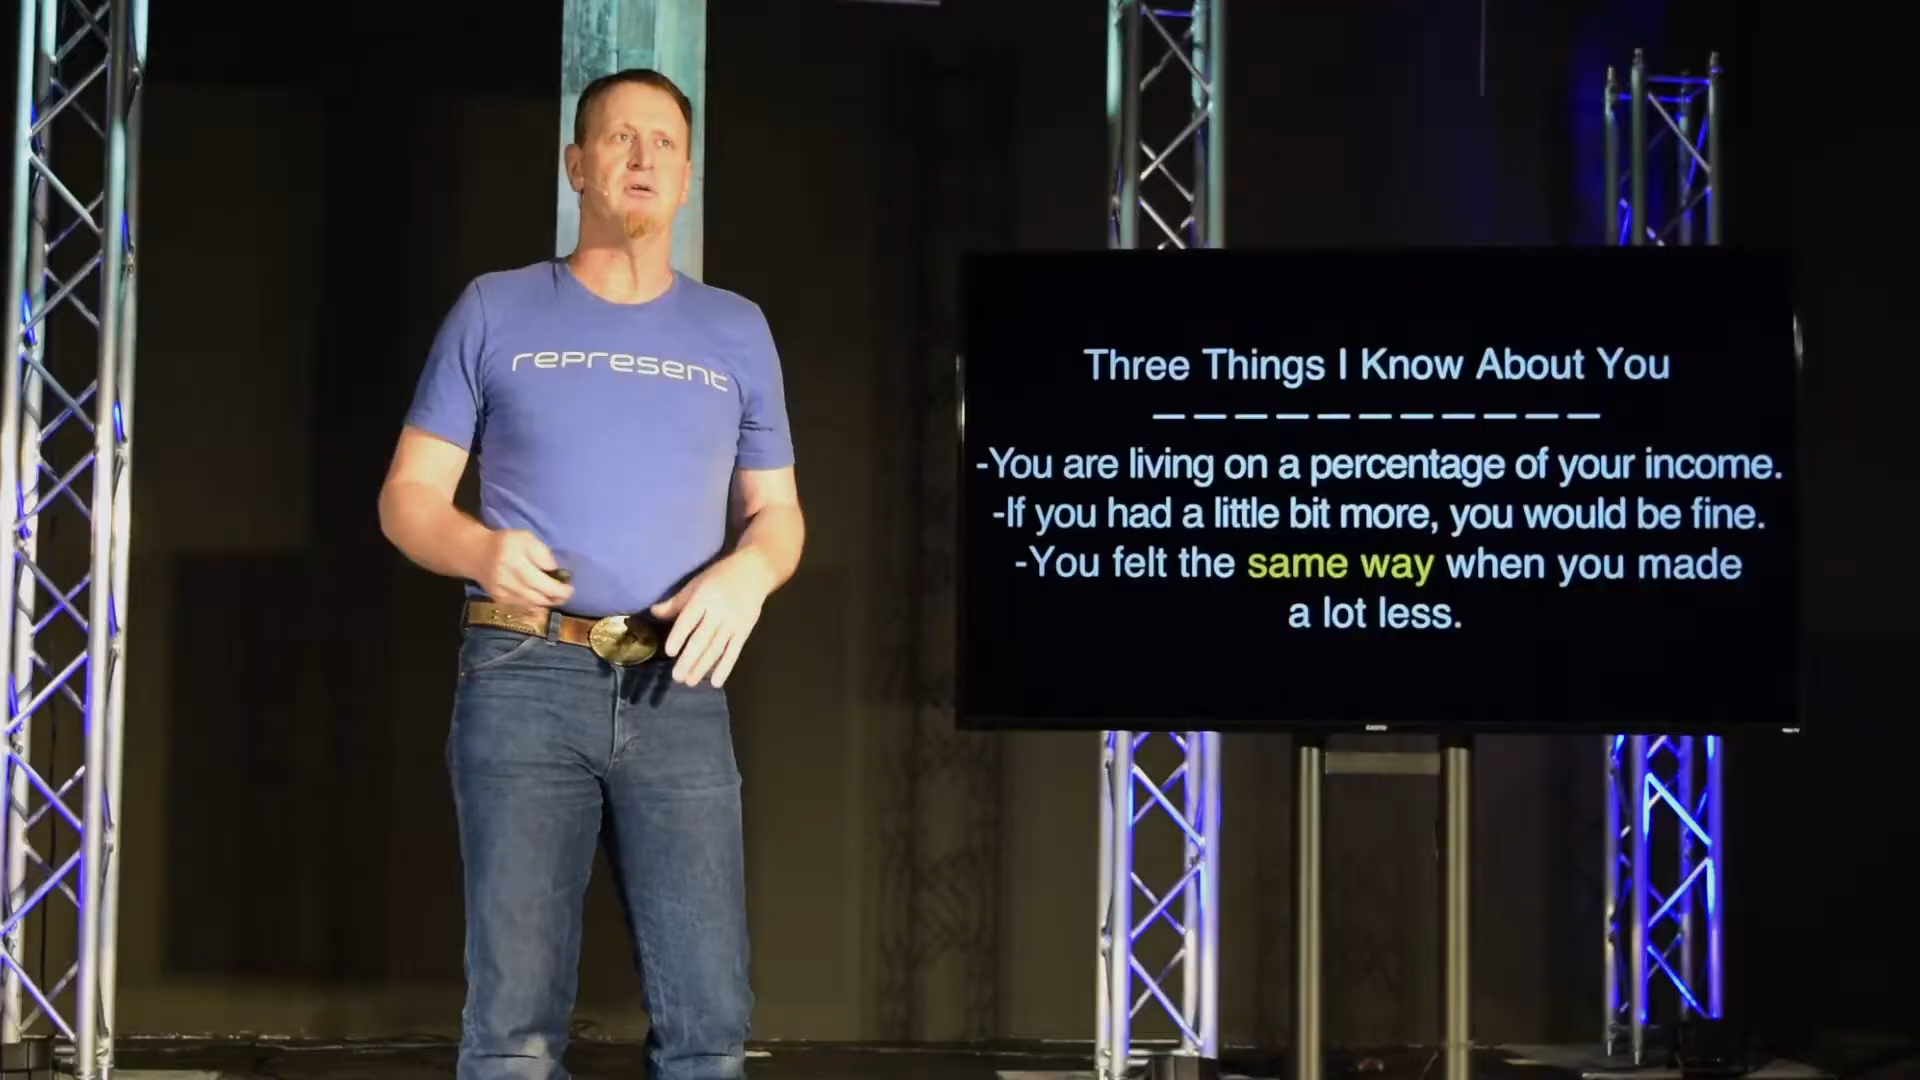 represent
Three Things I Know About You
-----------
-You are living on a percentage of your income.
-If you had a little bit more, you would be fine.
-You felt the same way when you made
a lot less.